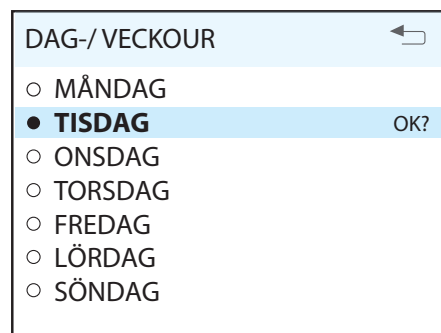 DAG-/ VECKOUR
MÅNDAG
TISDAG OK?
ONSDAG
TORSDAG
FREDAG
LÖRDAG
SÖNDAG